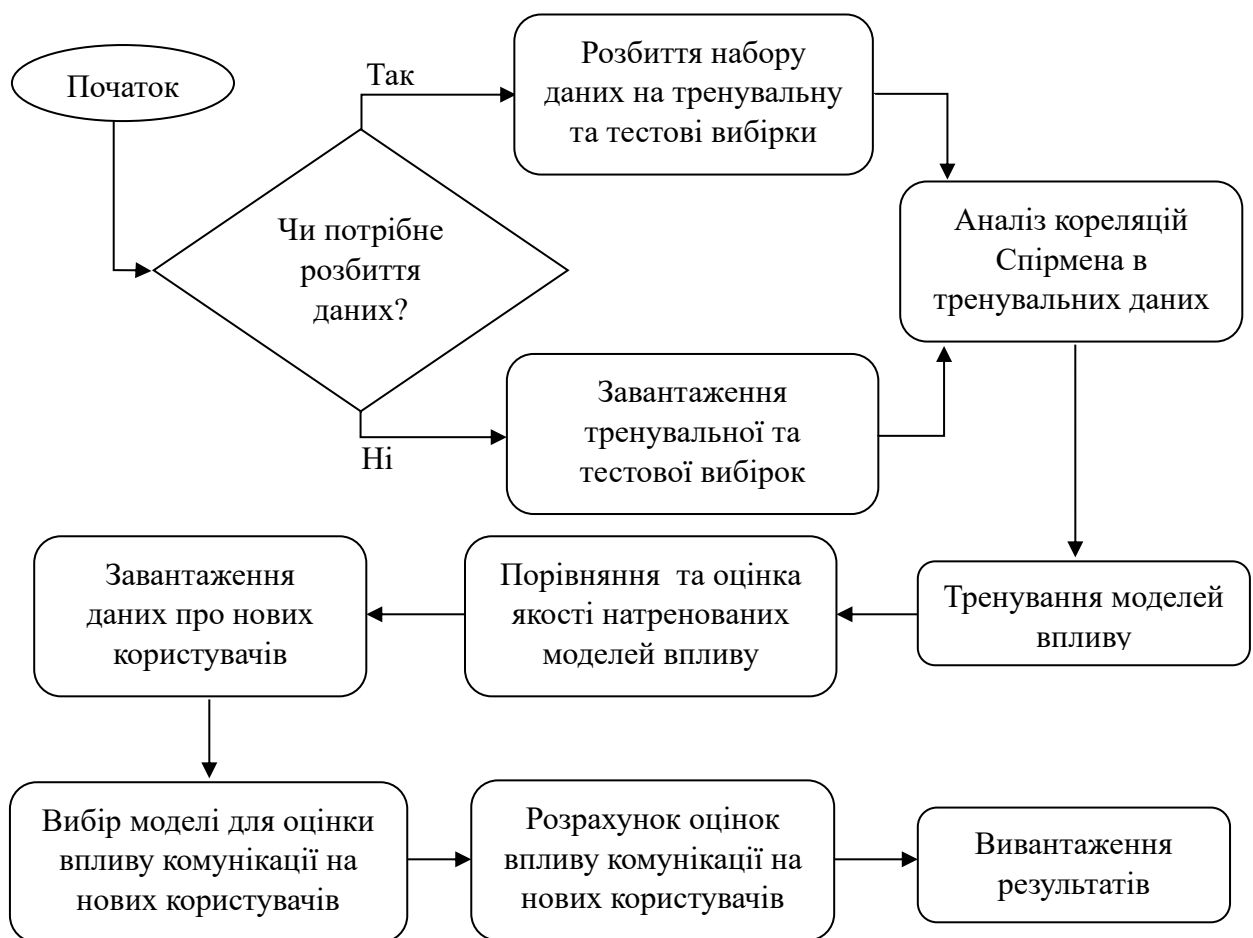 Початок
Так
Розбиття набору
даних на тренувальну
та тестові вибірки
Чи потрібне
розбиття
даних?
Аналіз кореляцій
Спірмена в
тренувальних даних
Ні
Завантаження
тренувальної та
тестової вибірок
Тренування моделей
впливу
Порівняння та оцінка
якості натренованих
моделей впливу
Завантаження
даних про нових
користувачів
Вибір моделі для оцінки
впливу комунікації на
нових користувачів
Розрахунок оцінок
впливу комунікації на
нових користувачів
Вивантаження
результатів